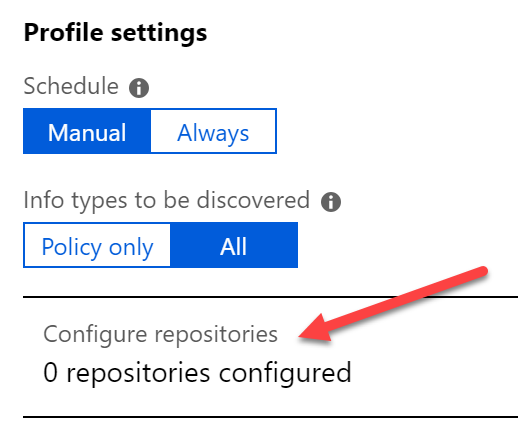 Profile settings
Schedule
Manual Always
Info types to be discovered
Policy only All
Configure repositories
0 repositories configured